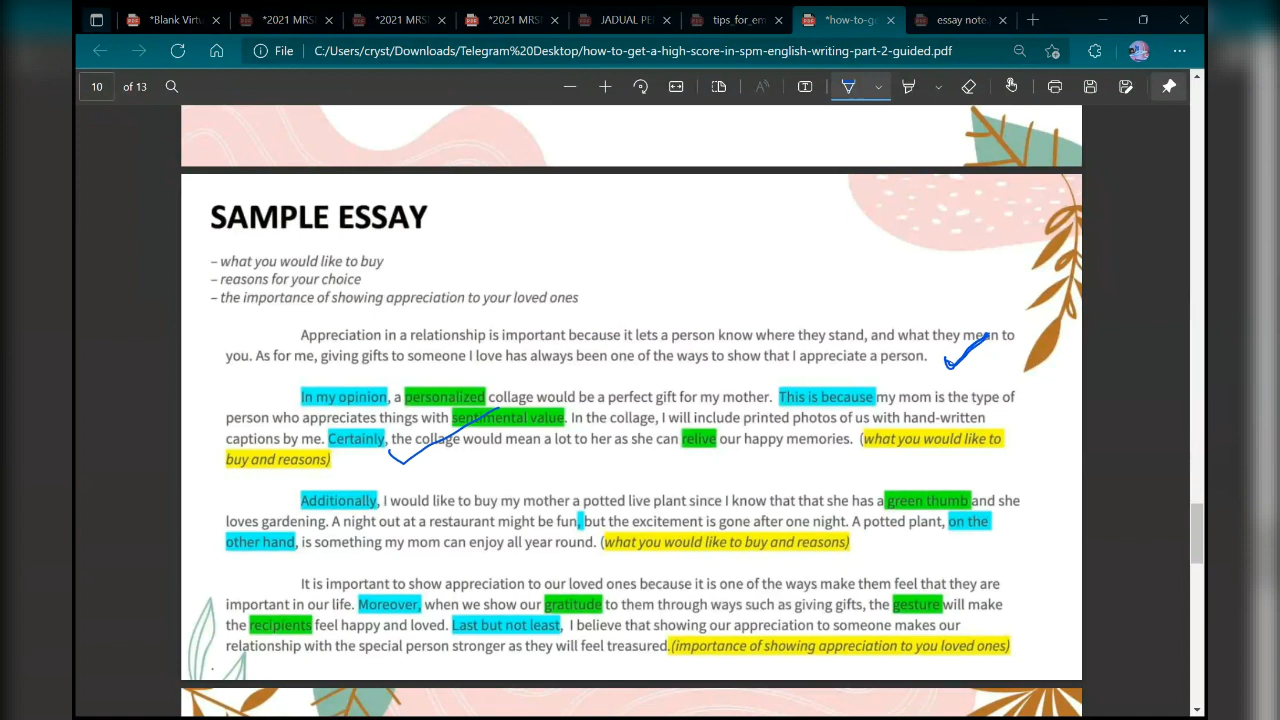 *Blank Virtu
*2021 MRSM
*2021 MRSM
*2021 MRSM
JADUAL PE
tips_for_em
*how-to-ge
essay note.
File
C:/Users/cryst/Downloads/Telegram%20Desktop/how-to-get-a-high-score-in-spm-english-writing-part-2-guided.pdf
10 of 13
SAMPLE ESSAY
– what you would like to buy
– reasons for your choice
– the importance of showing appreciation to your loved ones
Appreciation in a relationship is important because it lets a person know where they stand, and what they mean to
you. As for me, giving gifts to someone I love has always been one of the ways to show that I appreciate a person.
In my opinion, a personalized collage would be a perfect gift for my mother. This is because my mom is the type of
person who appreciates things with sentimental value. In the collage, I will include printed photos of us with hand-written
captions by me. Certainly, the collage would mean a lot to her as she can relive our happy memories. (what you would like to
buy and reasons)
Additionally, I would like to buy my mother a potted live plant since I know that that she has a green thumb and she
loves gardening. A night out at a restaurant might be fun, but the excitement is gone after one night. A potted plant, on the
other hand, is something my mom can enjoy all year round. (what you would like to buy and reasons)
It is important to show appreciation to our loved ones because it is one of the ways make them feel that they are
important in our life. Moreover, when we show our gratitude to them through ways such as giving gifts, the gesture will make
the recipients feel happy and loved. Last but not least, I believe that showing our appreciation to someone makes our
relationship with the special person stronger as they will feel treasured.(importance of showing appreciation to you loved ones)